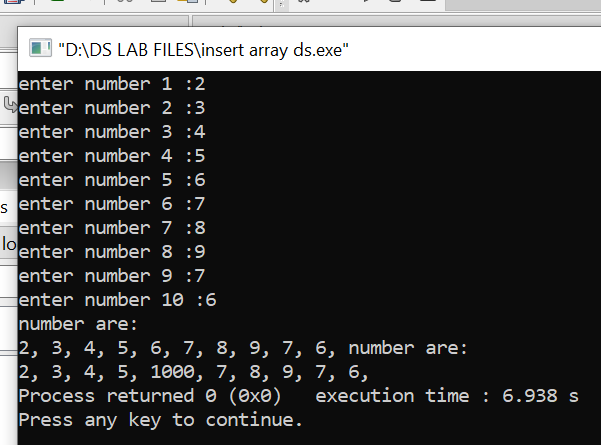 "D:\DS LAB FILES\insert array ds.exe"
enter number 1 :2
enter number 2 :3
enter number 3 :4
enter number 4 :5
enter number 5 :6
enter number 6 :7
enter number 7 :8
enter number 8 :9
enter number 9 :7
enter number 10 :6
number are:
2, 3, 4, 5, 6, 7, 8, 9, 7, 6, number are:
2, 3, 4, 5, 1000, 7, 8, 9, 7, 6,
Process returned 0 (0x0)   execution time : 6.938 s
Press any key to continue.
s
lo